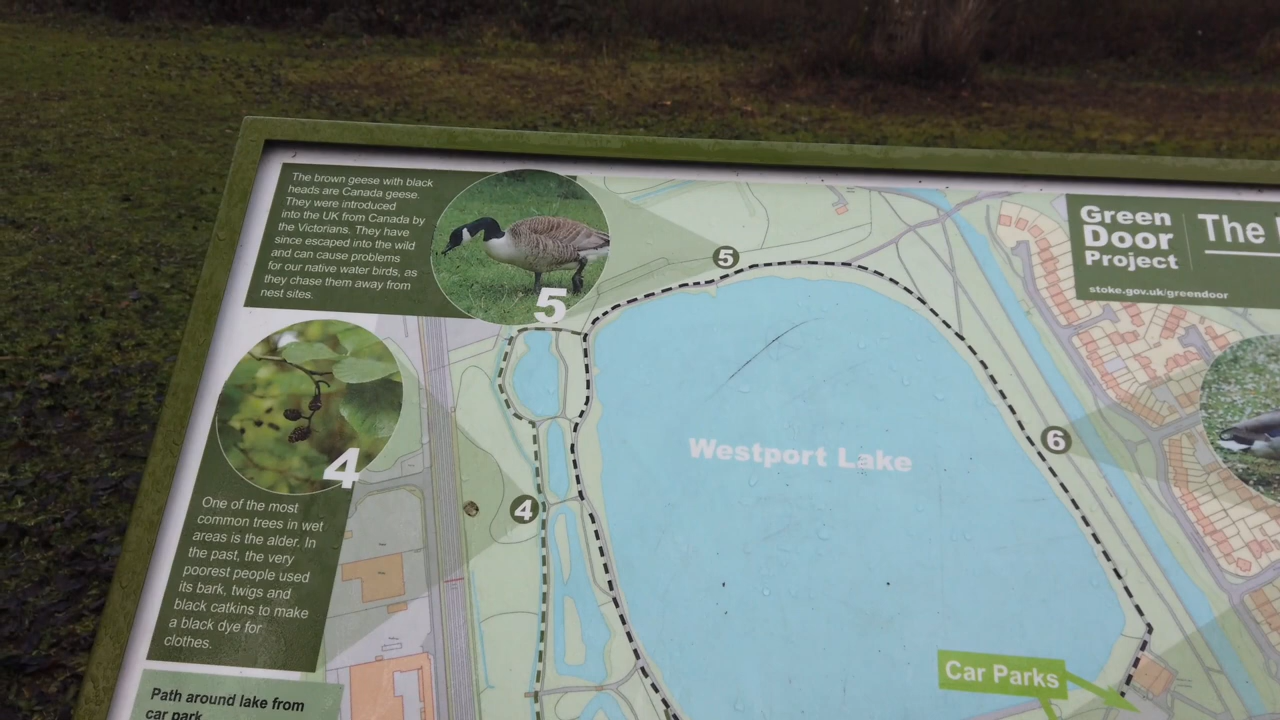 The brown geese with black
heads are Canada geese.
They were introduced
into the UK from Canada by
the Victorians. They have
since escaped into the wild
and can cause problems
for our native water birds, as
they chase them away from
nest sites.
5
5
Green
Door
Project
The
stoke.gov.uk/greendoor
4
One of the most
common trees in wet
areas is the alder. In
the past, the very
poorest people used
its bark, twigs and
black catkins to make
a black dye for
clothes.
4
Westport Lake
6
Car Parks
Path around lake from
car park